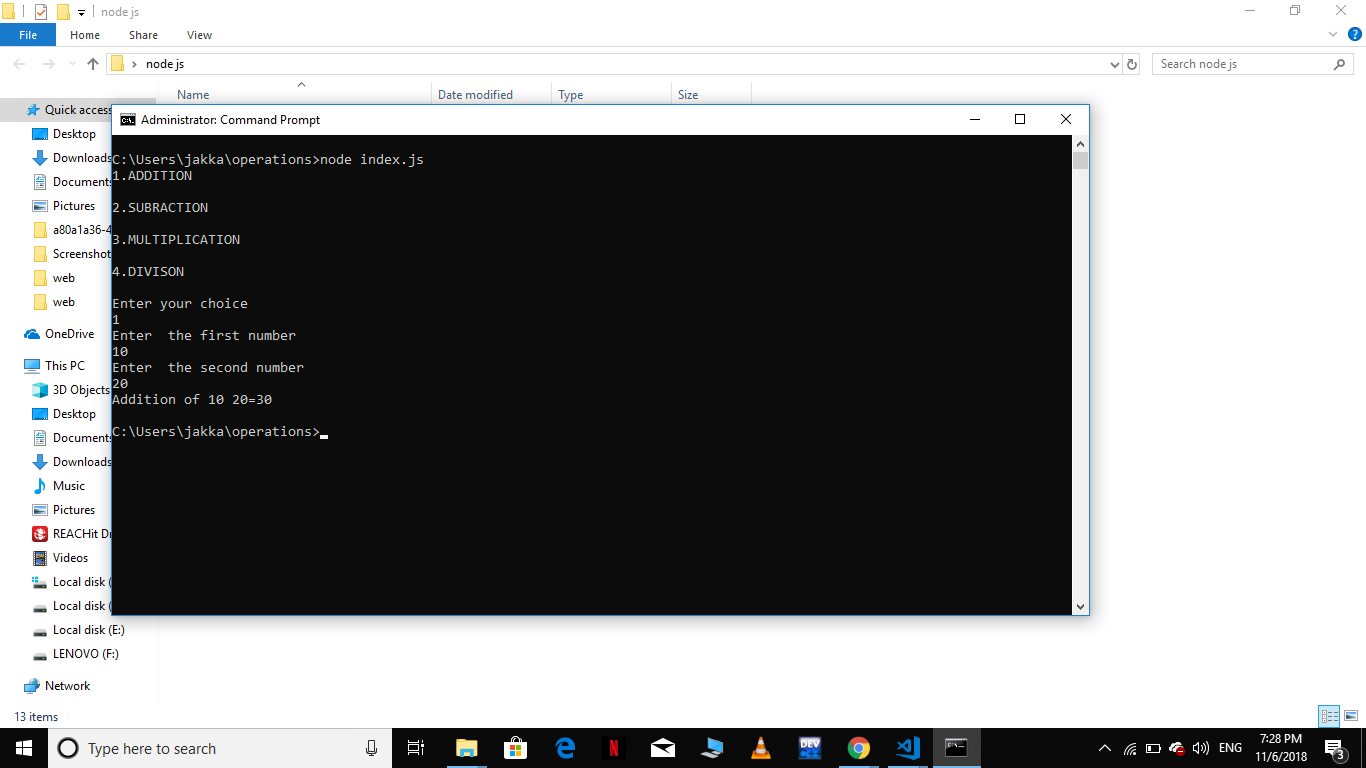 node js
File Home Share View
node js
Search node js
Name Date modified Type Size
Quick access
Desktop
Downloads
Documents
Pictures
a80a1a36-4
Screenshot
web
web
OneDrive
This PC
3D Objects
Desktop
Documents
Downloads
Music
Pictures
REACHit Dr
Videos
Local disk (
Local disk (
Local disk (E:)
LENOVO (F:)
Network
13 items
Administrator: Command Prompt
C:\Users\jakka\operations>node index.js
1.ADDITION
2.SUBRACTION
3.MULTIPLICATION
4.DIVISON
Enter your choice
1
Enter  the first number
10
Enter  the second number
20
Addition of 10 20=30
C:\Users\jakka\operations>
Type here to search
DEV
ENG
7:28 PM
11/6/2018
3